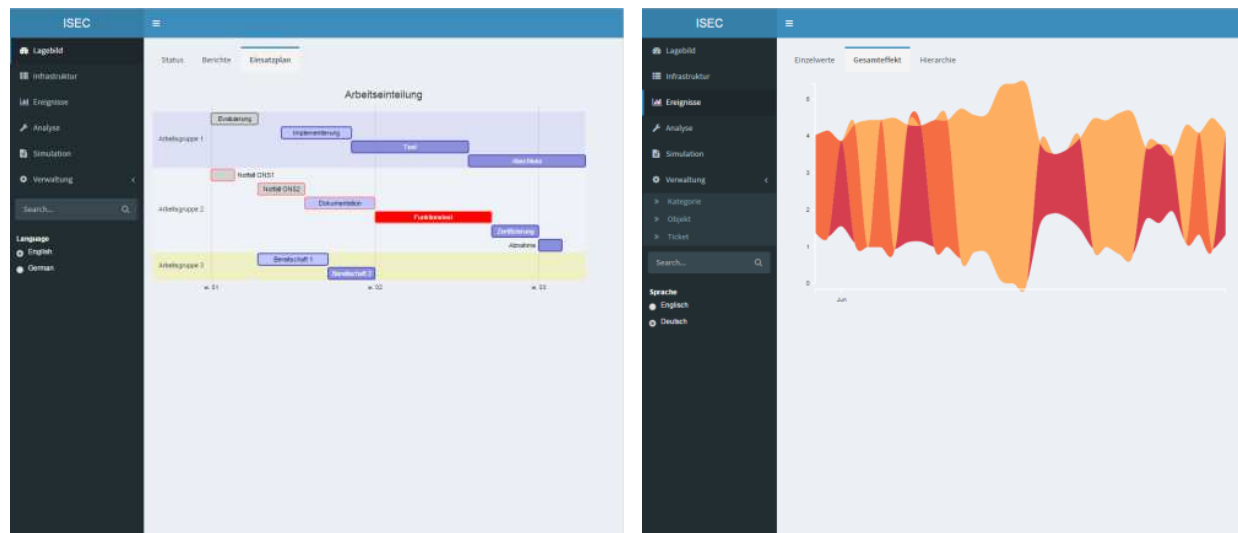 ISEC
Lagebild
Infrastruktur
Ereignisse
Analyse
Simulation
Verwaltung
Search...
Language
English
German
Status Berichte Einsatzplan
Arbeitseinteilung
Arbeitsgruppe 1
Evaluierung
Implementierung
Test
Abschluss
Arbeitsgruppe 2
Notfall ONS1
Notfall ONS2
Dokumentation
Funktionstest
Zertifizierung
Abnahme
Arbeitsgruppe 3
Bereitschaft 1
Bereitschaft 2
w. 01 w. 02 w. 03
ISEC
Lagebild
Infrastruktur
Ereignisse
Analyse
Simulation
Verwaltung
» Kategorie
» Objekt
» Ticket
Search...
Sprache
Englisch
Deutsch
Einzelwerte Gesamteffekt Hierarchie
5
4
3
2
1
0
Jun